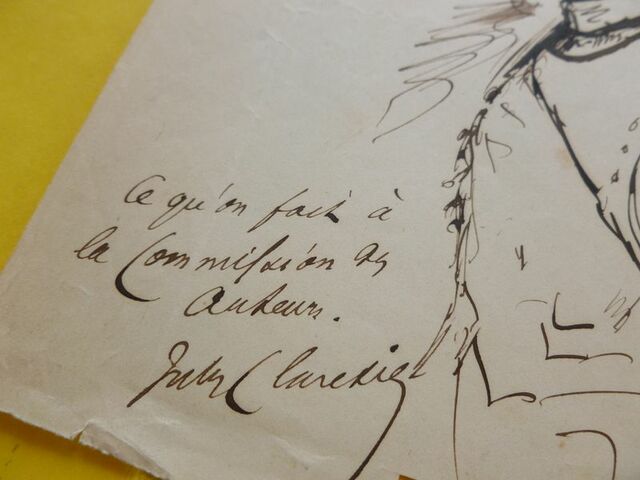 Ce qu'on fait à
la Commission des
auteurs.
Jules Claretie